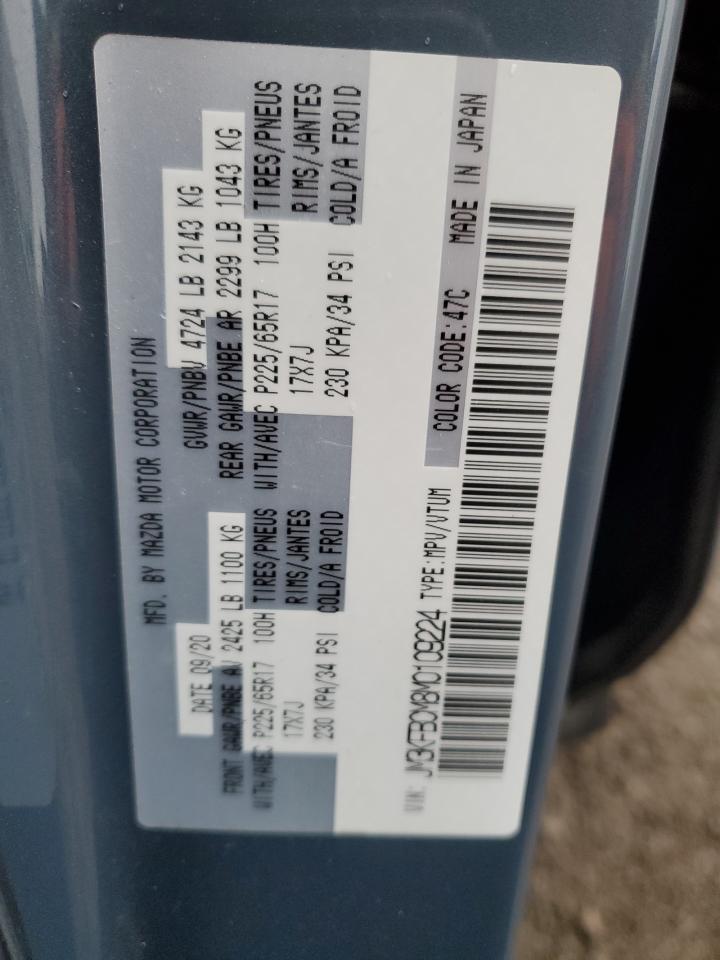 MFD. BY MAZDA MOTOR CORPORATION
DATE 09/20 GVWR/PNBV 4724 LB 2143 KG
FRONT GAWR/PNBE AV 2425 LB 1100 KG REAR GAWR/PNBE AR 2299 LB 1043 KG
WITH/AVEC P225/65R17 100H TIRES/PNEUS WITH/AVEC P225/65R17 100H TIRES/PNEUS
17X7J RIMS/JANTES 17X7J RIMS/JANTES
230 KPA/34 PSI COLD/A FROID 230 KPA/34 PSI COLD/A FROID
VIN: JM3KFBCM8M0109224 TYPE:MPV/VTUM
COLOR CODE:47C MADE IN JAPAN